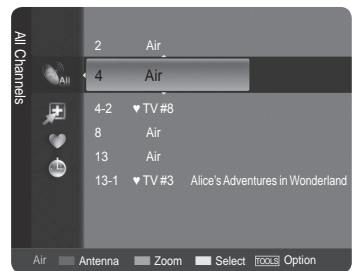 All Channels
2 Air
All
4 Air
4-2 ♥ TV #8
8 Air
13 Air
13-1 ♥ TV #3 Alice's Adventures in Wonderland
Air Antenna Zoom Select TOOLS Option